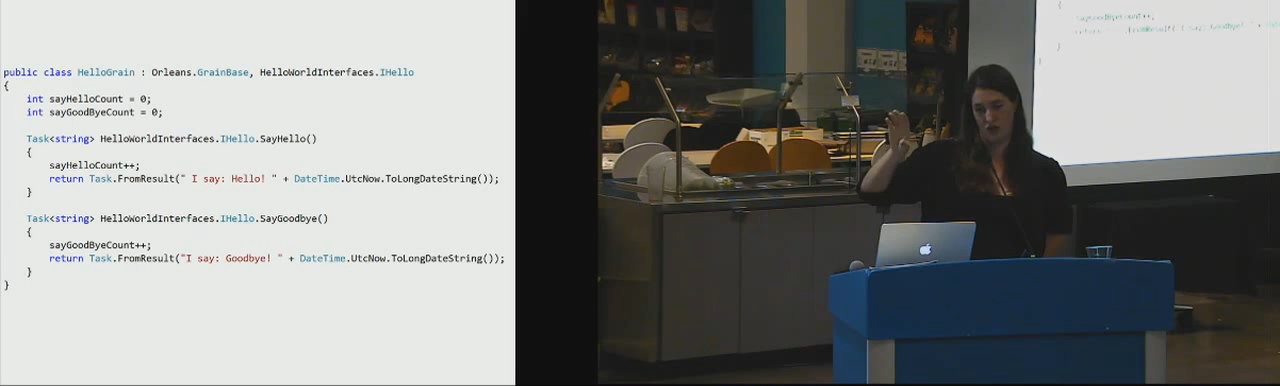 public class HelloGrain : Orleans.GrainBase, HelloWorldInterfaces.IHello
{
int sayHelloCount = 0;
int sayGoodByeCount = 0;
Task<string> HelloWorldInterfaces.IHello.SayHello()
{
sayHelloCount++;
return Task.FromResult(" I say: Hello! " + DateTime.UtcNow.ToLongDateString());
}
Task<string> HelloWorldInterfaces.IHello.SayGoodbye()
{
sayGoodByeCount++;
return Task.FromResult("I say: Goodbye! " + DateTime.UtcNow.ToLongDateString());
}
}
{
sayGoodByeCount++;
return
}